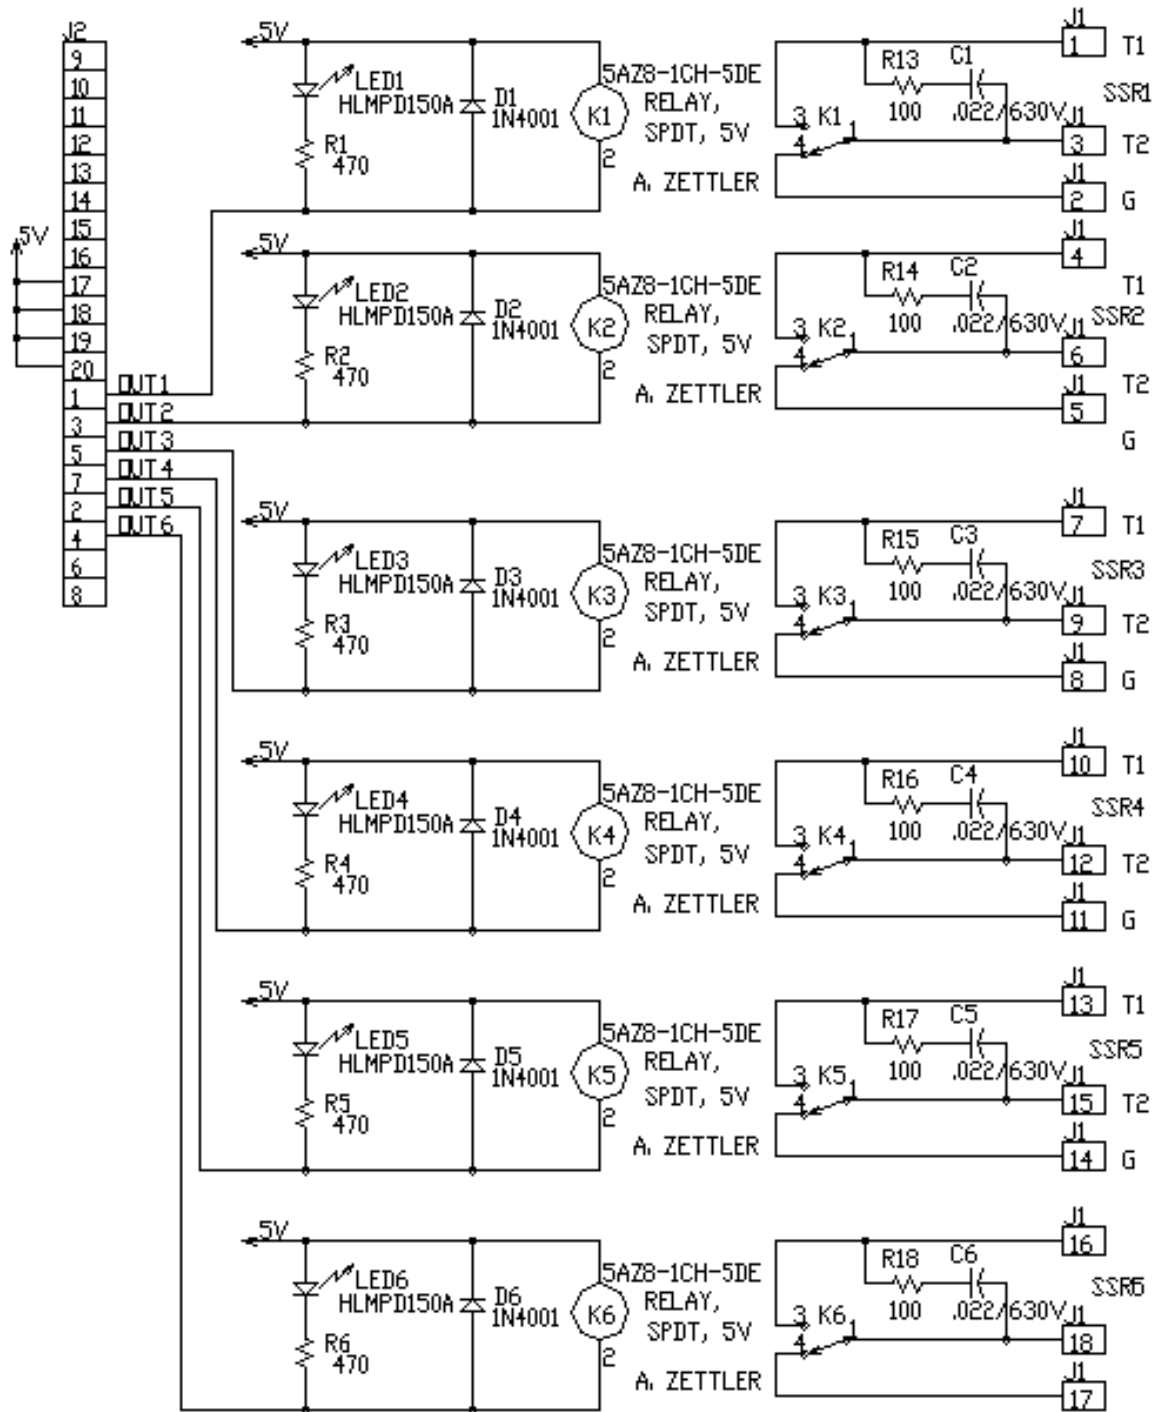 J2
9
10
11
12
13
14
15
16
17
18
19
20
1
3
5
7
2
4
6
8
5V
OUT1
OUT2
OUT3
OUT4
OUT5
OUT6
5V
LED1
HLMPD150A
R1
470
D1
1N4001
5AZ8-1CH-5DE
RELAY,
SPDT, 5V
K1
2
A. ZETTLER
3 K1 1
4
R13
100
C1
.022/630V
J1
1 T1
SSR1
J1
3 T2
J1
2 G
5V
LED2
HLMPD150A
R2
470
D2
1N4001
5AZ8-1CH-5DE
RELAY,
SPDT, 5V
K2
2
A. ZETTLER
3 K2 1
4
R14
100
C2
.022/630V
J1
4
T1
SSR2
J1
6
T2
J1
5
G
5V
LED3
HLMPD150A
R3
470
D3
1N4001
5AZ8-1CH-5DE
RELAY,
SPDT, 5V
K3
2
A. ZETTLER
3 K3 1
4
R15
100
C3
.022/630V
J1
7 T1
SSR3
J1
9 T2
J1
8 G
5V
LED4
HLMPD150A
R4
470
D4
1N4001
5AZ8-1CH-5DE
RELAY,
SPDT, 5V
K4
2
A. ZETTLER
3 K4 1
4
R16
100
C4
.022/630V
J1
10 T1
SSR4
J1
12 T2
J1
11 G
5V
LED5
HLMPD150A
R5
470
D5
1N4001
5AZ8-1CH-5DE
RELAY,
SPDT, 5V
K5
2
A. ZETTLER
3 K5 1
4
R17
100
C5
.022/630V
J1
13 T1
SSR5
J1
15 T2
J1
14 G
5V
LED6
HLMPD150A
R6
470
D6
1N4001
5AZ8-1CH-5DE
RELAY,
SPDT, 5V
K6
2
A. ZETTLER
3 K6 1
4
R18
100
C6
.022/630V
J1
16
J1
18
J1
17